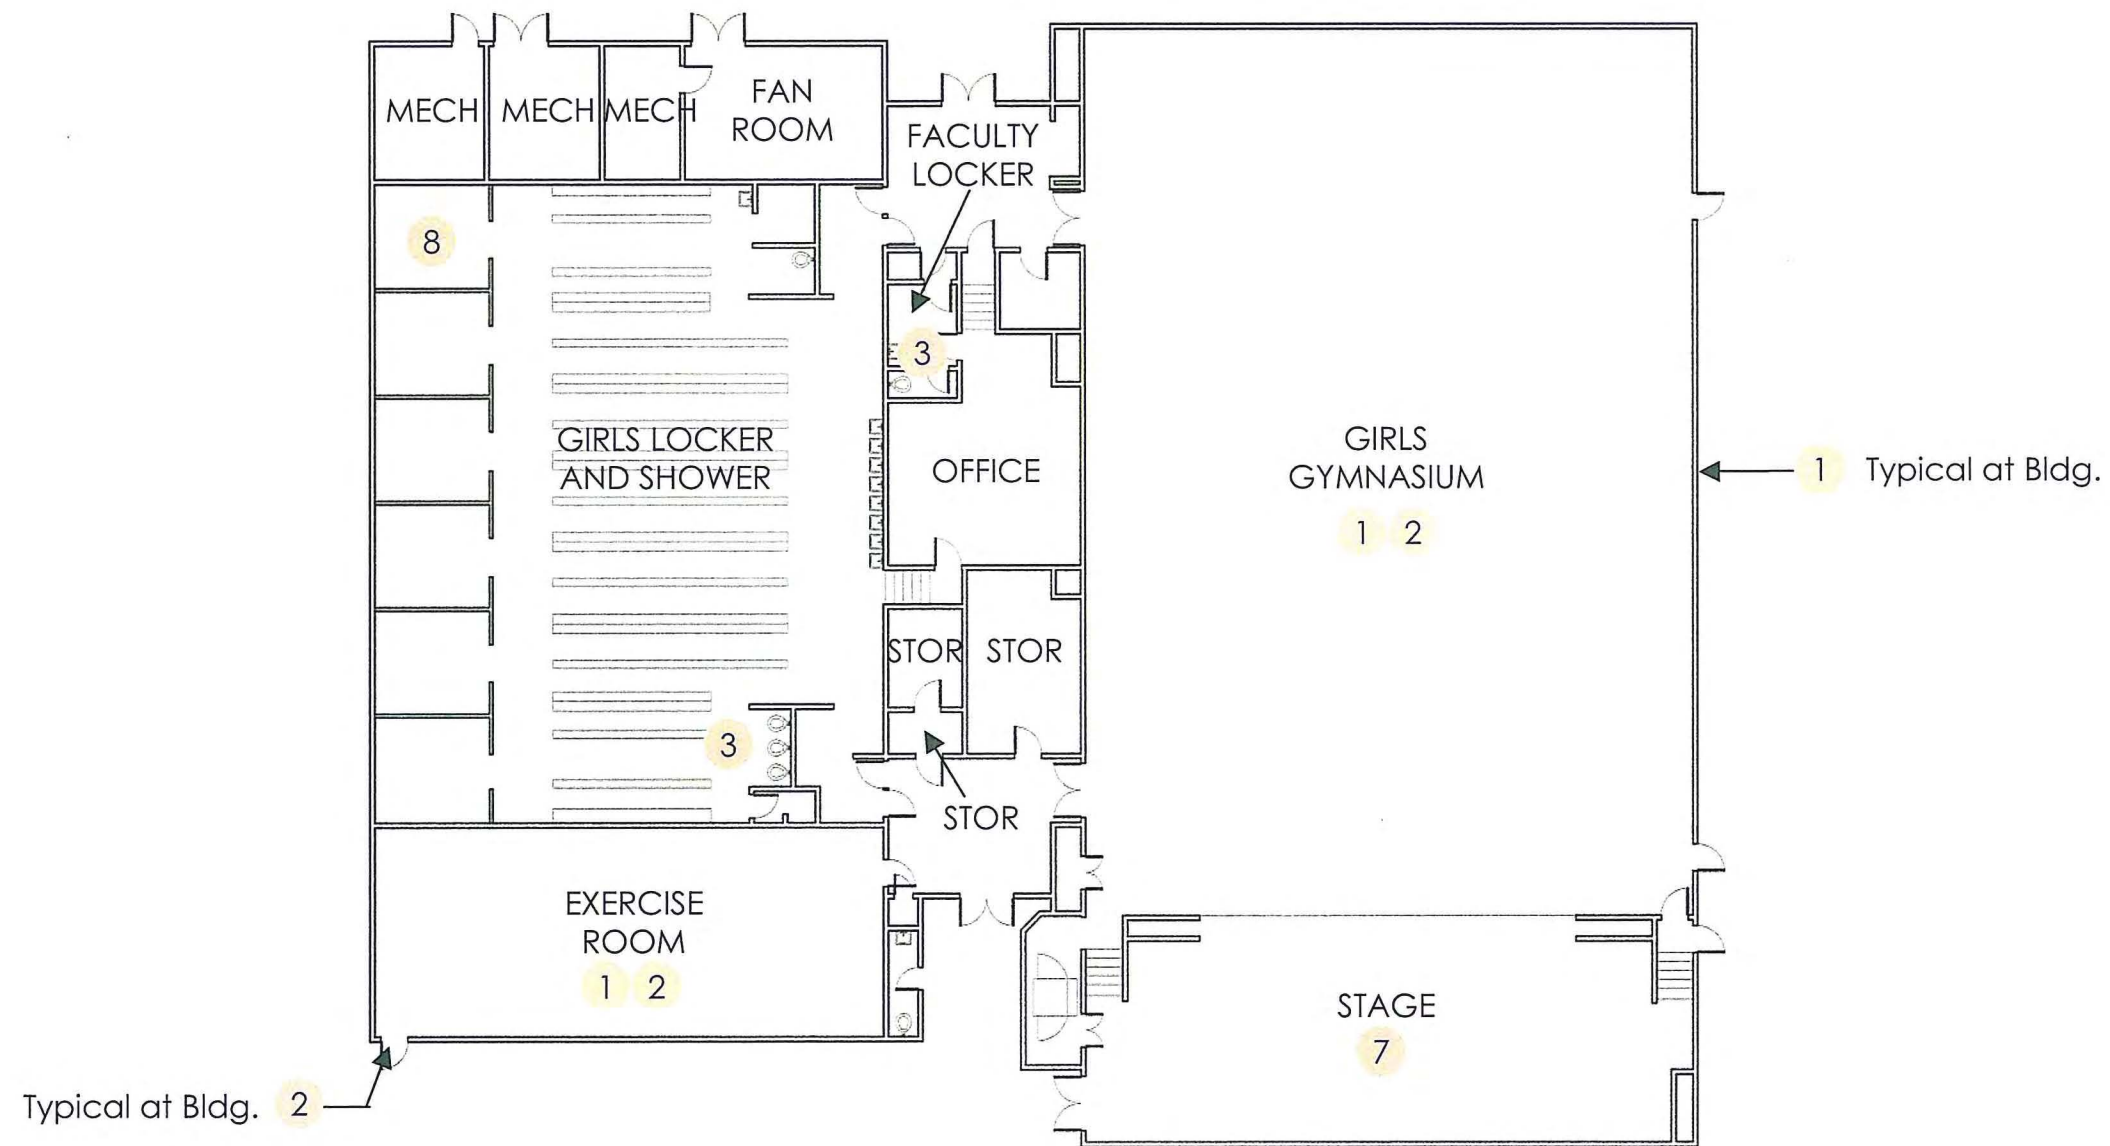 MECH
MECH
MECH
FAN
ROOM
FACULTY
LOCKER
8
3
GIRLS LOCKER
AND SHOWER
OFFICE
GIRLS
GYMNASIUM
1 2
1 Typical at Bldg.
STOR
STOR
3
STOR
EXERCISE
ROOM
1 2
STAGE
7
Typical at Bldg. 2